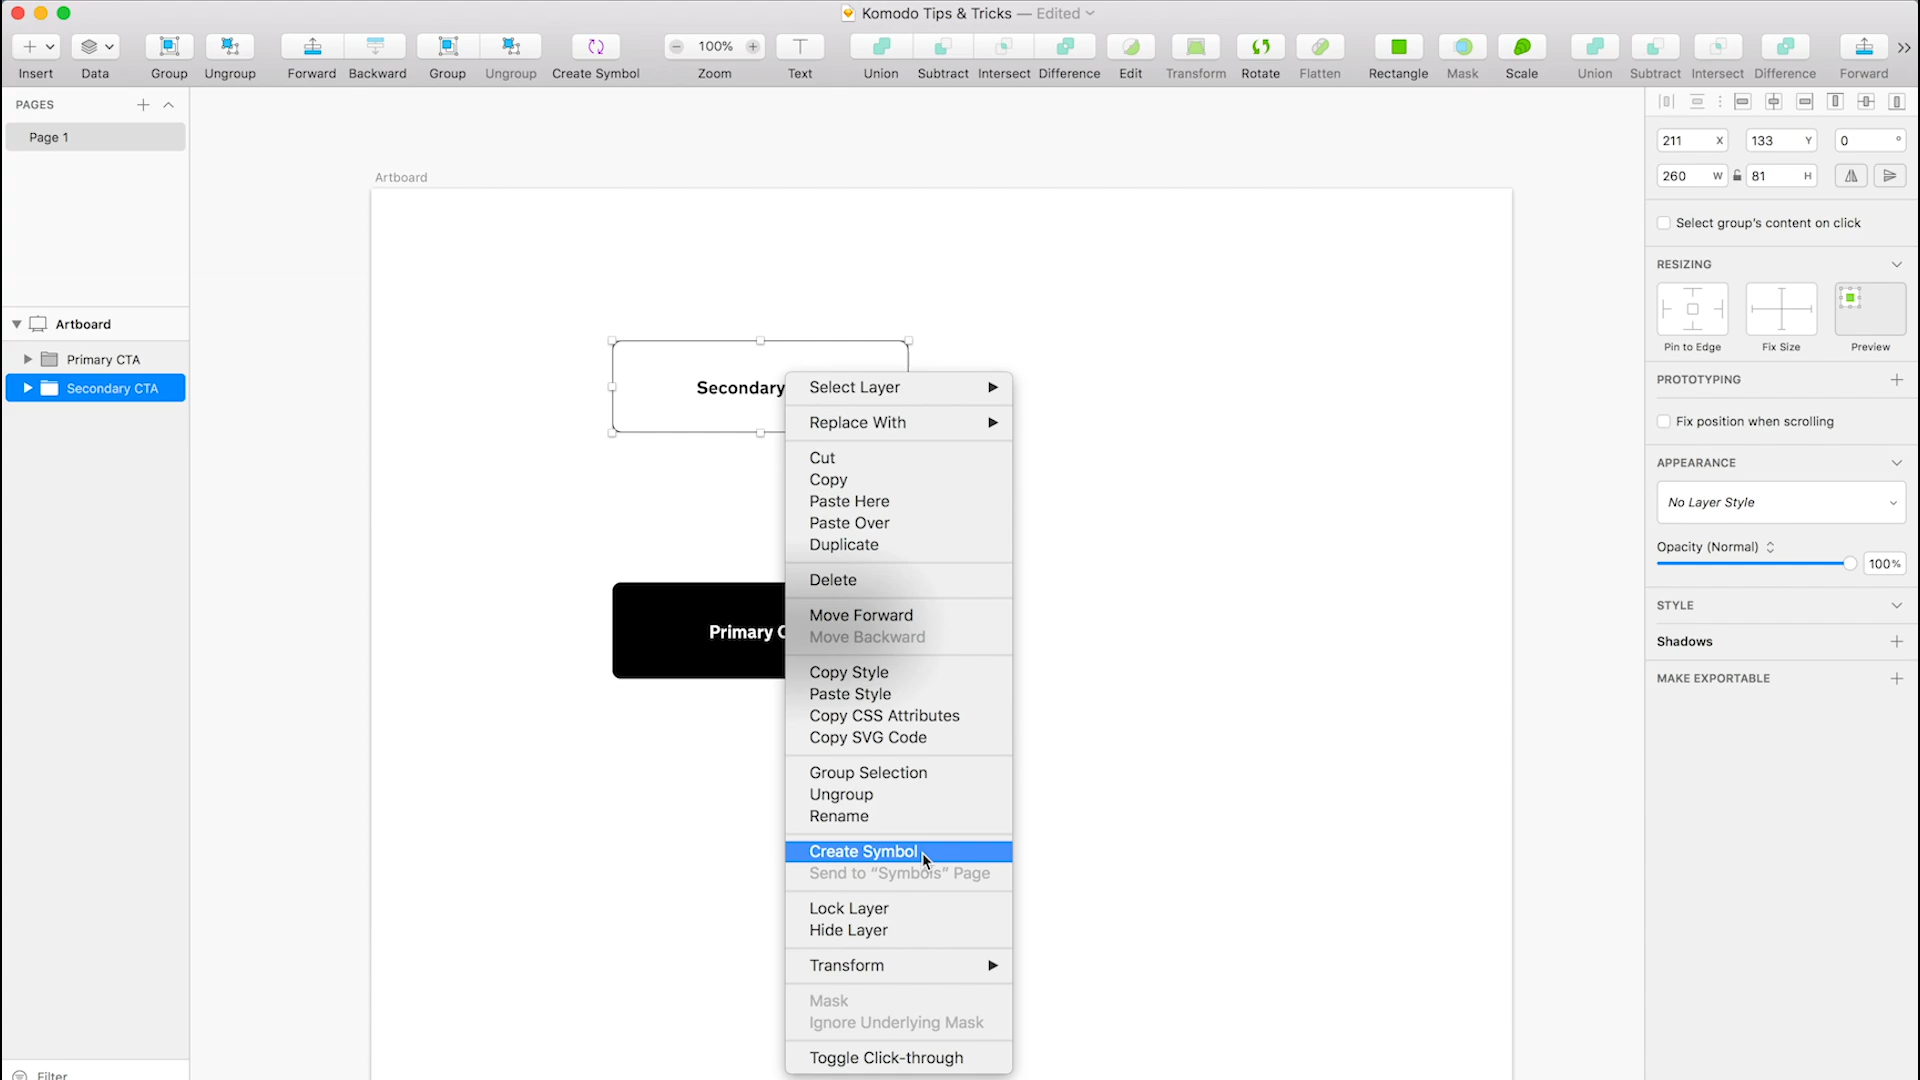 Komodo Tips & Tricks — Edited
100%
Insert Data Group Ungroup Forward Backward Group Ungroup Create Symbol Zoom Text Union Subtract Intersect Difference Edit Transform Rotate Flatten Rectangle Mask Scale Union Subtract Intersect Difference Forward
PAGES
Page 1
Artboard
Primary CTA
Secondary CTA
Filter
Artboard
Secondary
Primary C
Select Layer
Replace With
Cut
Copy
Paste Here
Paste Over
Duplicate
Delete
Move Forward
Move Backward
Copy Style
Paste Style
Copy CSS Attributes
Copy SVG Code
Group Selection
Ungroup
Rename
Create Symbol
Send to “Symbols” Page
Lock Layer
Hide Layer
Transform
Mask
Ignore Underlying Mask
Toggle Click-through
211 X 133 Y 0 °
260 W 81 H
Select group's content on click
RESIZING
Pin to Edge Fix Size Preview
PROTOTYPING
Fix position when scrolling
APPEARANCE
No Layer Style
Opacity (Normal)
100%
STYLE
Shadows
MAKE EXPORTABLE